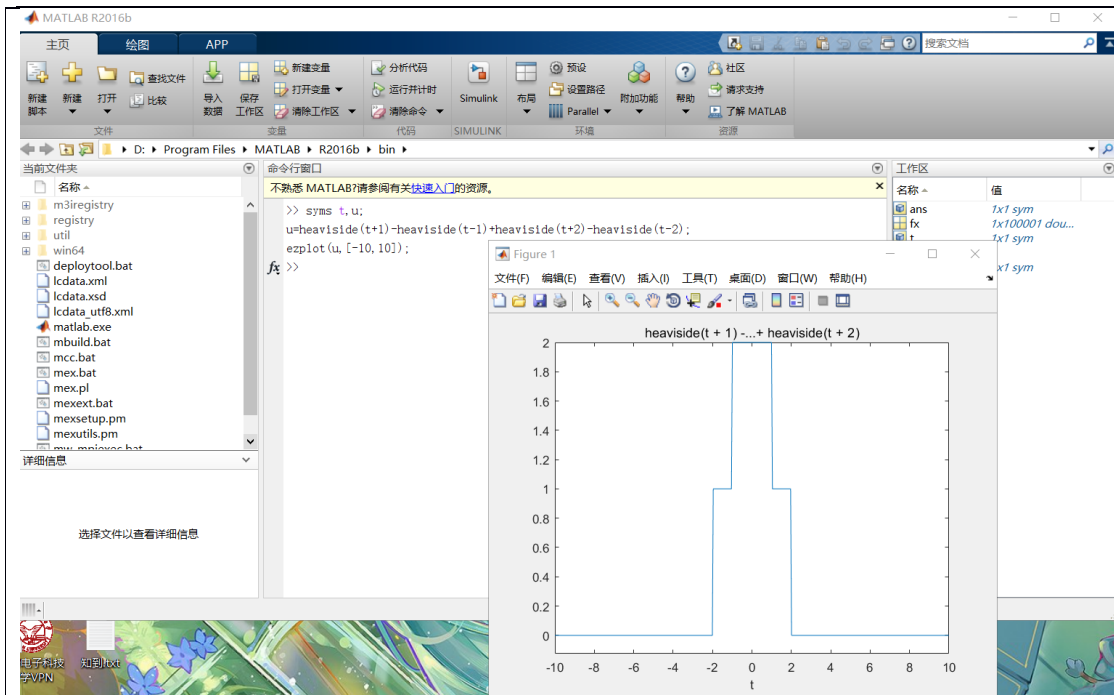 MATLAB R2016b
主页 绘图 APP 搜索文档
新建脚本 新建 打开 查找文件 比较 导入数据 保存工作区 新建变量 打开变量 清除工作区 分析代码 运行并计时 清除命令 Simulink 布局 预设 设置路径 Parallel 附加功能 帮助 社区 请求支持 了解 MATLAB
文件 变量 代码 SIMULINK 环境 资源
D: Program Files MATLAB R2016b bin
当前文件夹
名称
m3iregistry
registry
util
win64
deploytool.bat
lcdata.xml
lcdata.xsd
lcdata_utf8.xml
matlab.exe
mbuild.bat
mcc.bat
mex.bat
mex.pl
mexext.bat
mexsetup.pm
mexutils.pm
mw_mpiexec.bat
详细信息
选择文件以查看详细信息
命令行窗口
不熟悉 MATLAB?请参阅有关快速入门的资源。
>> syms t,u;
u=heaviside(t+1)-heaviside(t-1)+heaviside(t+2)-heaviside(t-2);
ezplot(u,[-10,10]);
fx >>
工作区
名称 值
ans 1x1 sym
fx 1x100001 dou...
t 1x1 sym
x1 sym
Figure 1
文件(F) 编辑(E) 查看(V) 插入(I) 工具(T) 桌面(D) 窗口(W) 帮助(H)
heaviside(t + 1) -...+ heaviside(t + 2)
2
1.8
1.6
1.4
1.2
1
0.8
0.6
0.4
0.2
0
-10 -8 -6 -4 -2 0 2 4 6 8 10
t
电子科技
学VPN
知到.txt